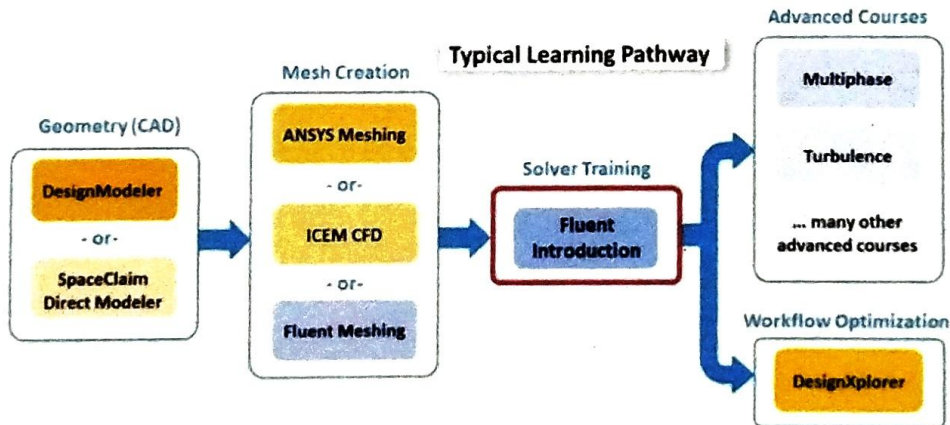 Typical Learning Pathway
Geometry (CAD)
DesignModeler
- or-
SpaceClaim
Direct Modeler
Mesh Creation
ANSYS Meshing
- or-
ICEM CFD
- or-
Fluent Meshing
Solver Training
Fluent
Introduction
Advanced Courses
Multiphase
Turbulence
... many other
advanced courses
Workflow Optimization
DesignXplorer